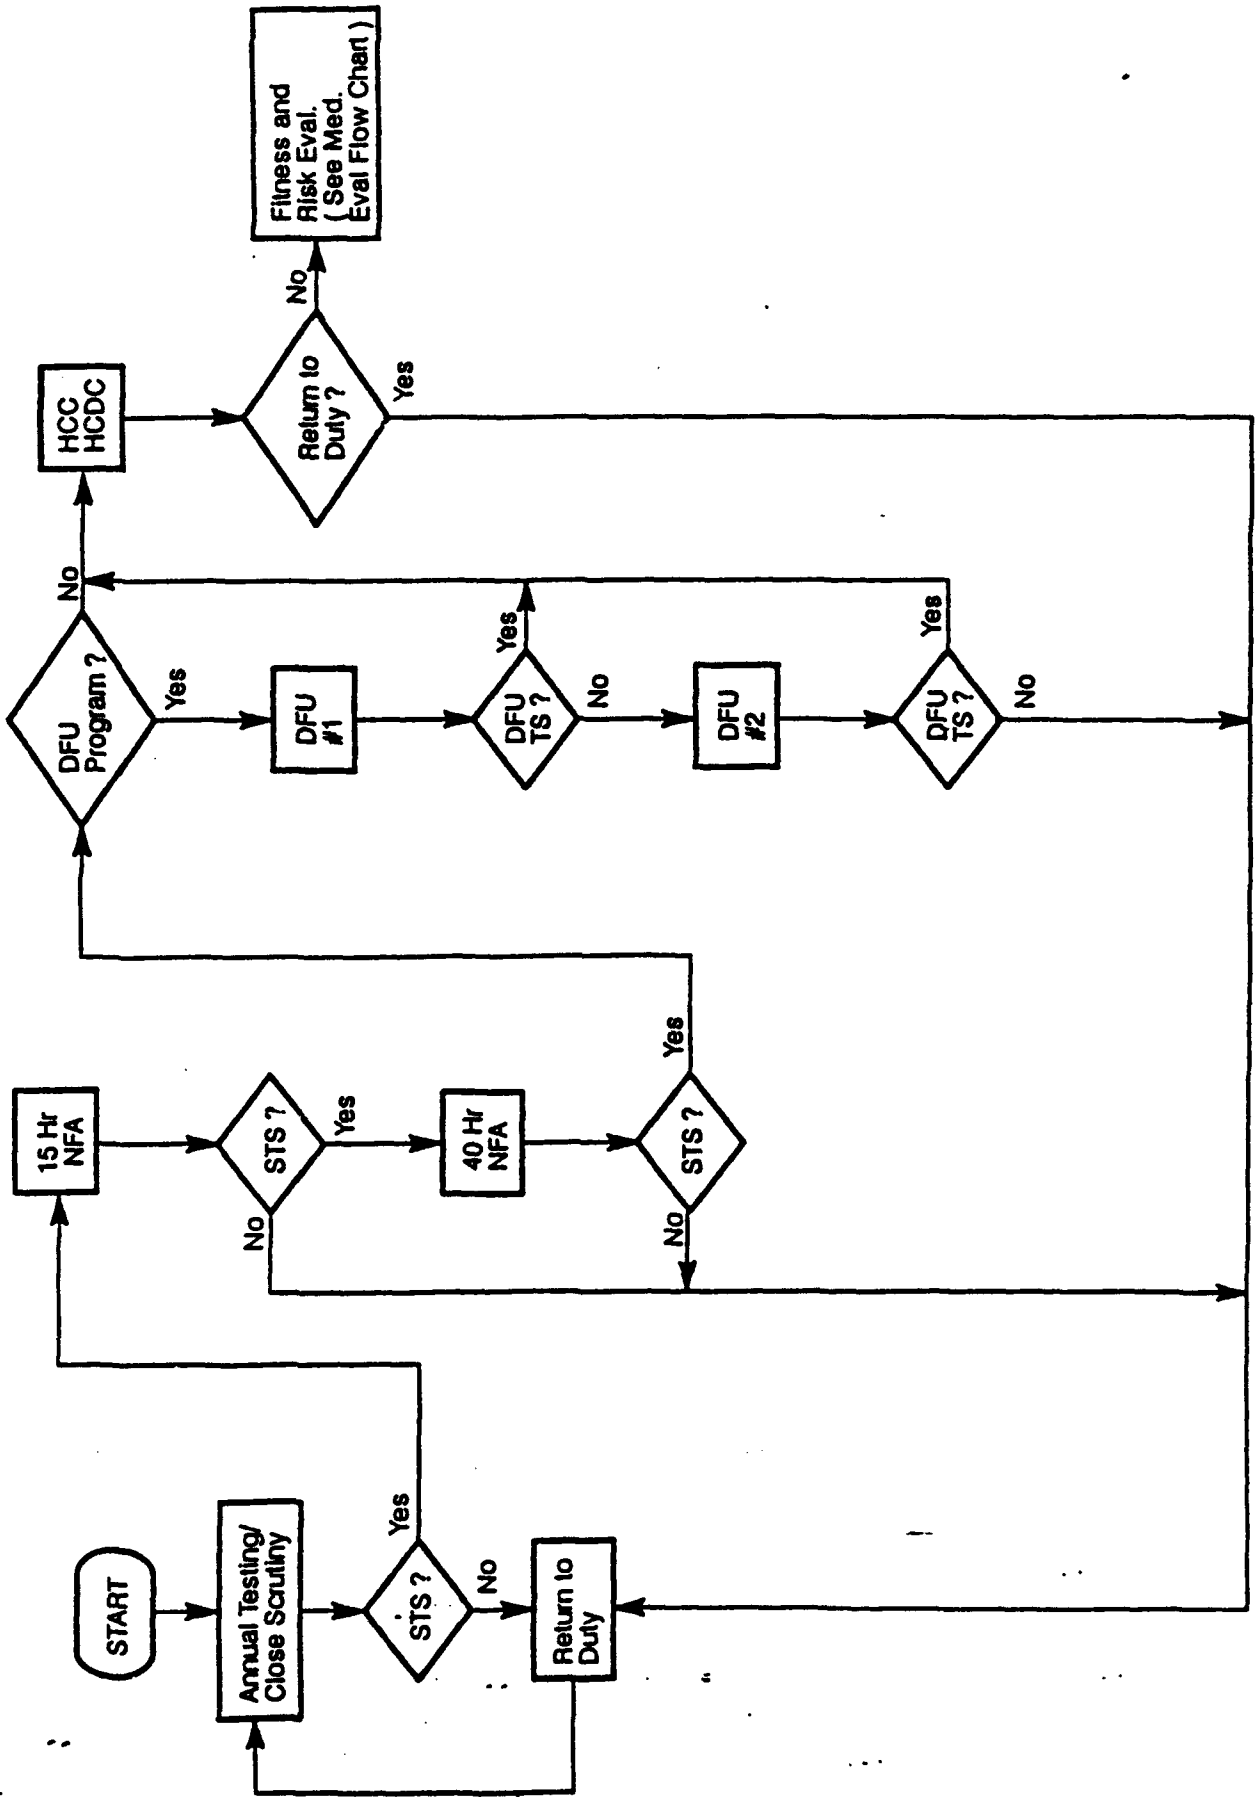 START
Annual Testing/
Close Scrutiny
STS ?
Yes
No
Return to
Duty
15 Hr
NFA
STS ?
No
Yes
40 Hr
NFA
STS ?
No
Yes
DFU
Program ?
No
Yes
DFU
#1
DFU
TS ?
Yes
No
DFU
#2
DFU
TS ?
Yes
No
HCC
HCDC
Return to
Duty ?
No
Yes
Fitness and
Risk Eval.
( See Med.
Eval Flow Chart )